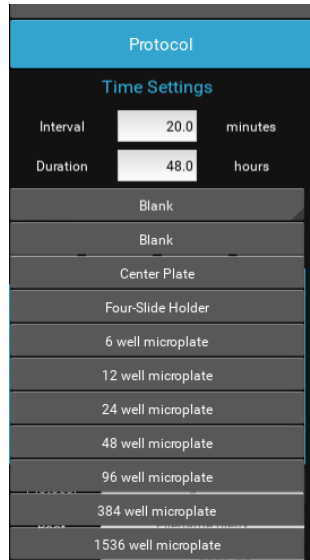 Protocol
Time Settings
Interval 20.0 minutes
Duration 48.0 hours
Blank
Blank
Center Plate
Four-Slide Holder
6 well microplate
12 well microplate
24 well microplate
48 well microplate
96 well microplate
384 well microplate
1536 well microplate